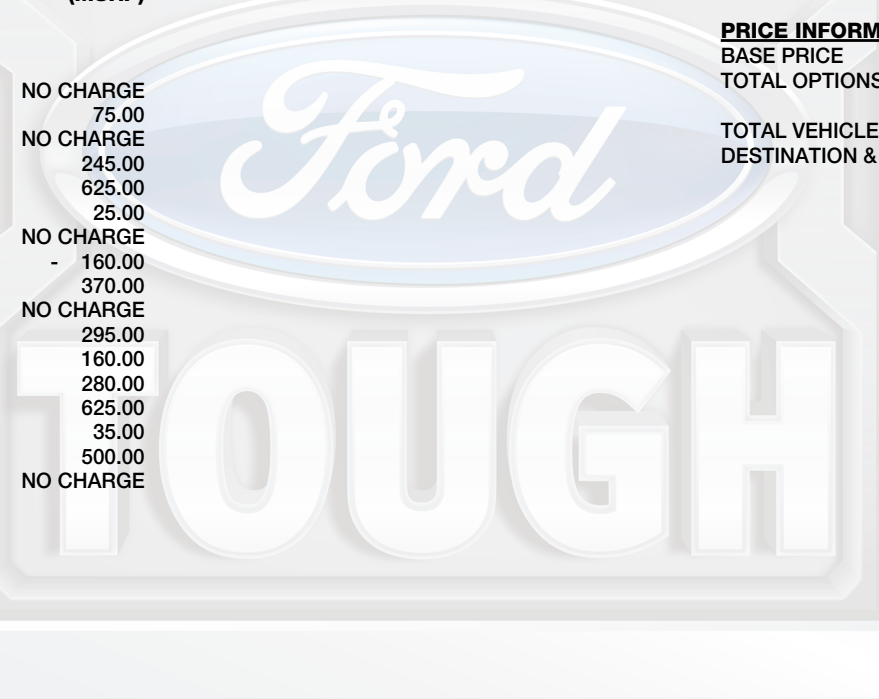 NO CHARGE
75.00
NO CHARGE
245.00
625.00
25.00
NO CHARGE
- 160.00
370.00
NO CHARGE
295.00
160.00
280.00
625.00
35.00
500.00
NO CHARGE
PRICE INFORM
BASE PRICE
TOTAL OPTIONS
TOTAL VEHICLE
DESTINATION &
Ford
TOUGH